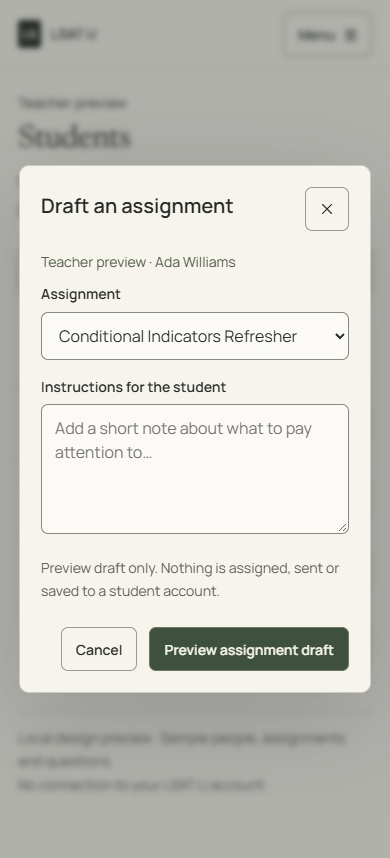 LSAT U
Menu
Teacher preview
Students
Draft an assignment
Teacher preview · Ada Williams
Assignment
Conditional Indicators Refresher
Instructions for the student
Add a short note about what to pay
attention to…
Preview draft only. Nothing is assigned, sent or
saved to a student account.
Cancel
Preview assignment draft
Local design preview · Sample people, assignments
and questions
No connection to your LSAT U account